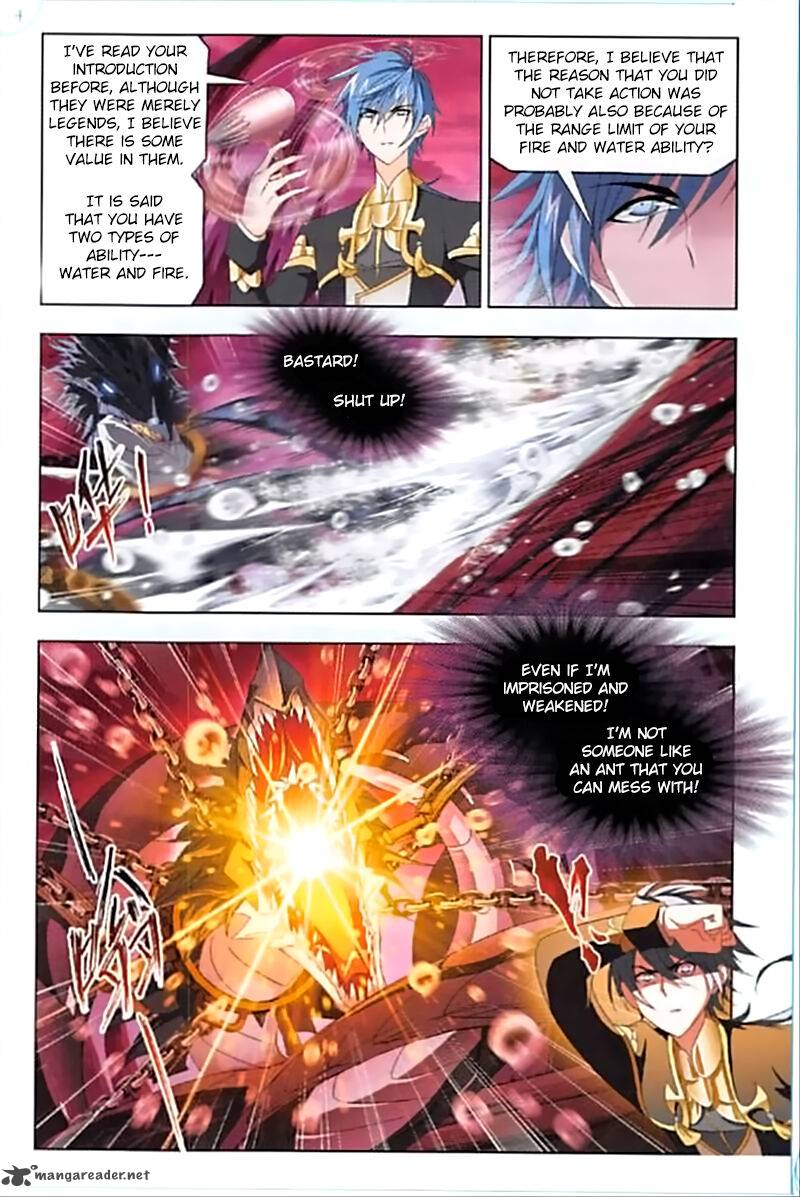 I'VE READ YOUR
INTRODUCTION
BEFORE, ALTHOUGH
THEY WERE MERELY
LEGENDS, I BELIEVE
THERE IS SOME
VALUE IN THEM.
IT IS SAID
THAT YOU HAVE
TWO TYPES OF
ABILITY---
WATER AND FIRE.
THEREFORE, I BELIEVE THAT
THE REASON THAT YOU DID
NOT TAKE ACTION WAS
PROBABLY ALSO BECAUSE OF
THE RANGE LIMIT OF YOUR
FIRE AND WATER ABILITY?
BASTARD!
SHUT UP!
哗!
EVEN IF I'M
IMPRISONED AND
WEAKENED!
I'M NOT
SOMEONE LIKE
AN ANT THAT YOU
CAN MESS WITH!
mangareader.net